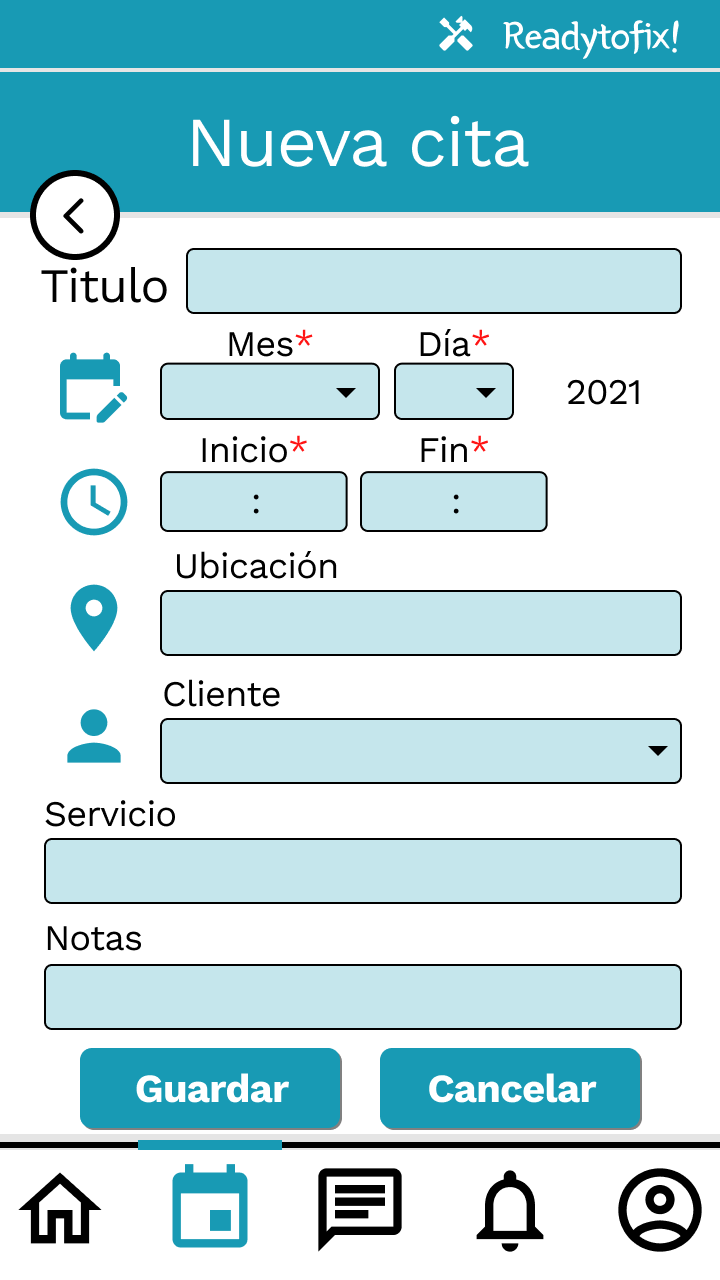 Readytofix!
Nueva cita
Titulo
Mes* Día*
2021
Inicio* Fin*
: :
Ubicación
Cliente
Servicio
Notas
Guardar Cancelar